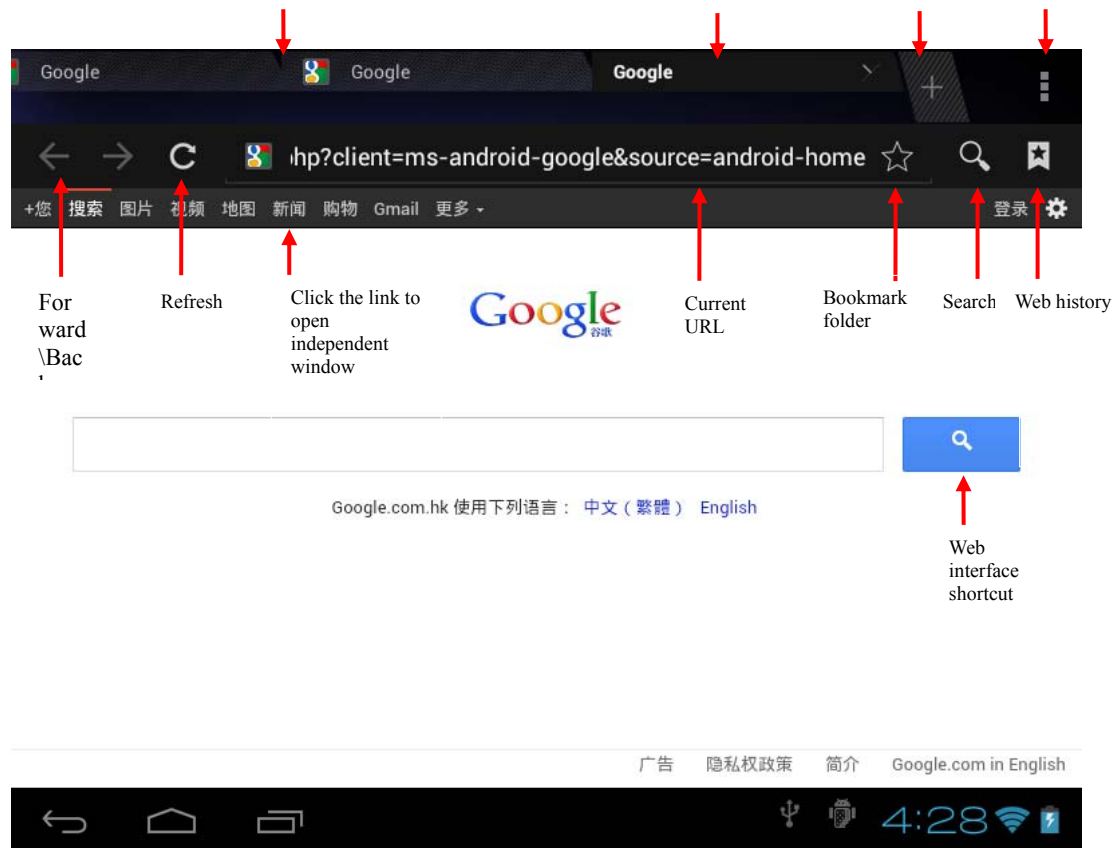 Google
Google
Google
hp?client=ms-android-google&source=android-home
+您 搜索 图片 视频 地图 新闻 购物 Gmail 更多
登录
For
ward
\Bac
Refresh
Click the link to
open
independent
window
Google
谷歌
Current
URL
Bookmark
folder
Search
Web history
Google.com.hk 使用下列语言： 中文（繁體） English
Web
interface
shortcut
广告 隐私权政策 简介 Google.com in English
4:28